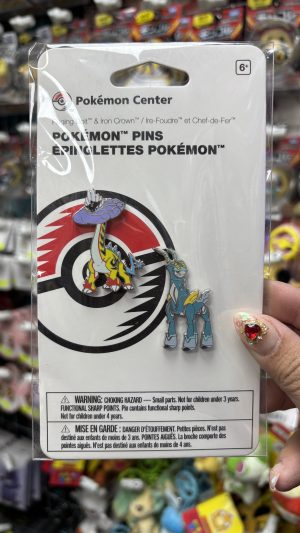 6+
Pokémon Center
Raging Bolt™ & Iron Crown™ / Ire-Foudre™ et Chef-de-Fer™
POKÉMON™ PINS
ÉPINGLETTES POKÉMON™
WARNING: CHOKING HAZARD — Small parts. Not for children under 3 years.
FUNCTIONAL SHARP POINTS. Pin contains functional sharp points.
Not for children under 4 years.
MISE EN GARDE : DANGER D'ÉTOUFFEMENT. Petites pièces. N'est pas
destiné aux enfants de moins de 3 ans. POINTES AIGUËS. La broche comporte des
pointes aiguës. N'est pas destiné aux enfants de moins de 4 ans.